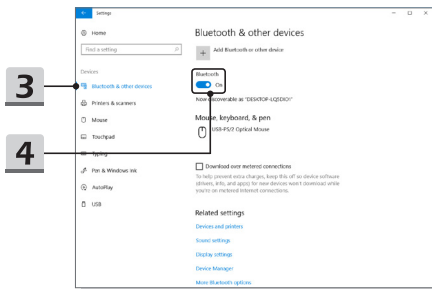 Settings
Home
Find a setting
Devices
Bluetooth & other devices
Printers & scanners
Mouse
Touchpad
Typing
Pen & Windows Ink
AutoPlay
USB
3
4
Bluetooth & other devices
Add Bluetooth or other device
Bluetooth
On
Now discoverable as "DESKTOP-LQ5DIOI"
Mouse, keyboard, & pen
USB-PS/2 Optical Mouse
Download over metered connections
To help prevent extra charges, keep this off so device software
(drivers, info, and apps) for new devices won't download while
you're on metered Internet connections.
Related settings
Devices and printers
Sound settings
Display settings
Device Manager
More Bluetooth options